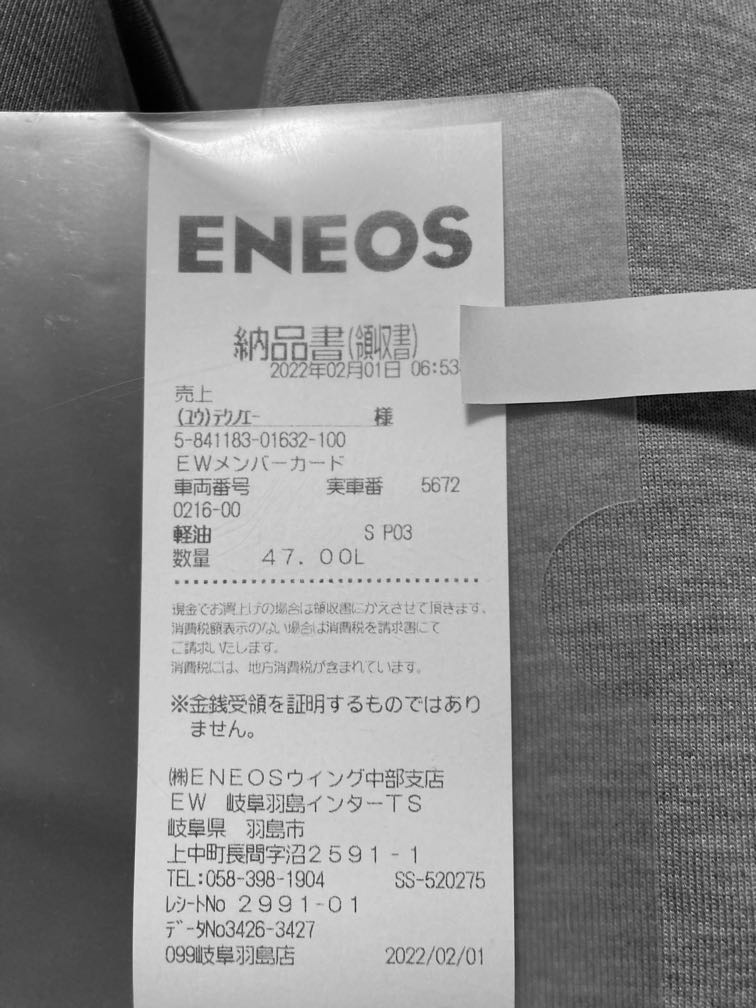 ENEOS
納品書(領収書)
2022年02月01日 06:53
売上
(ユウ)テクノエー 様
5-841183-01632-100
EWメンバーカード
車両番号 実車番 5672
0216-00
軽油 S P03
数量 47.00L
現金でお買上げの場合は領収書にかえさせて頂きます。
消費税額表示のない場合は消費税を請求書にて
ご請求いたします。
消費税には、地方消費税が含まれています。
※金銭受領を証明するものではあり
ません。
㈱ENEOSウイング中部支店
EW 岐阜羽島インターTS
岐阜県 羽島市
上中町長間字沼2591-1
TEL:058-398-1904 SS-520275
レシートNo 2991-01
データNo3426-3427
099岐阜羽島店 2022/02/01